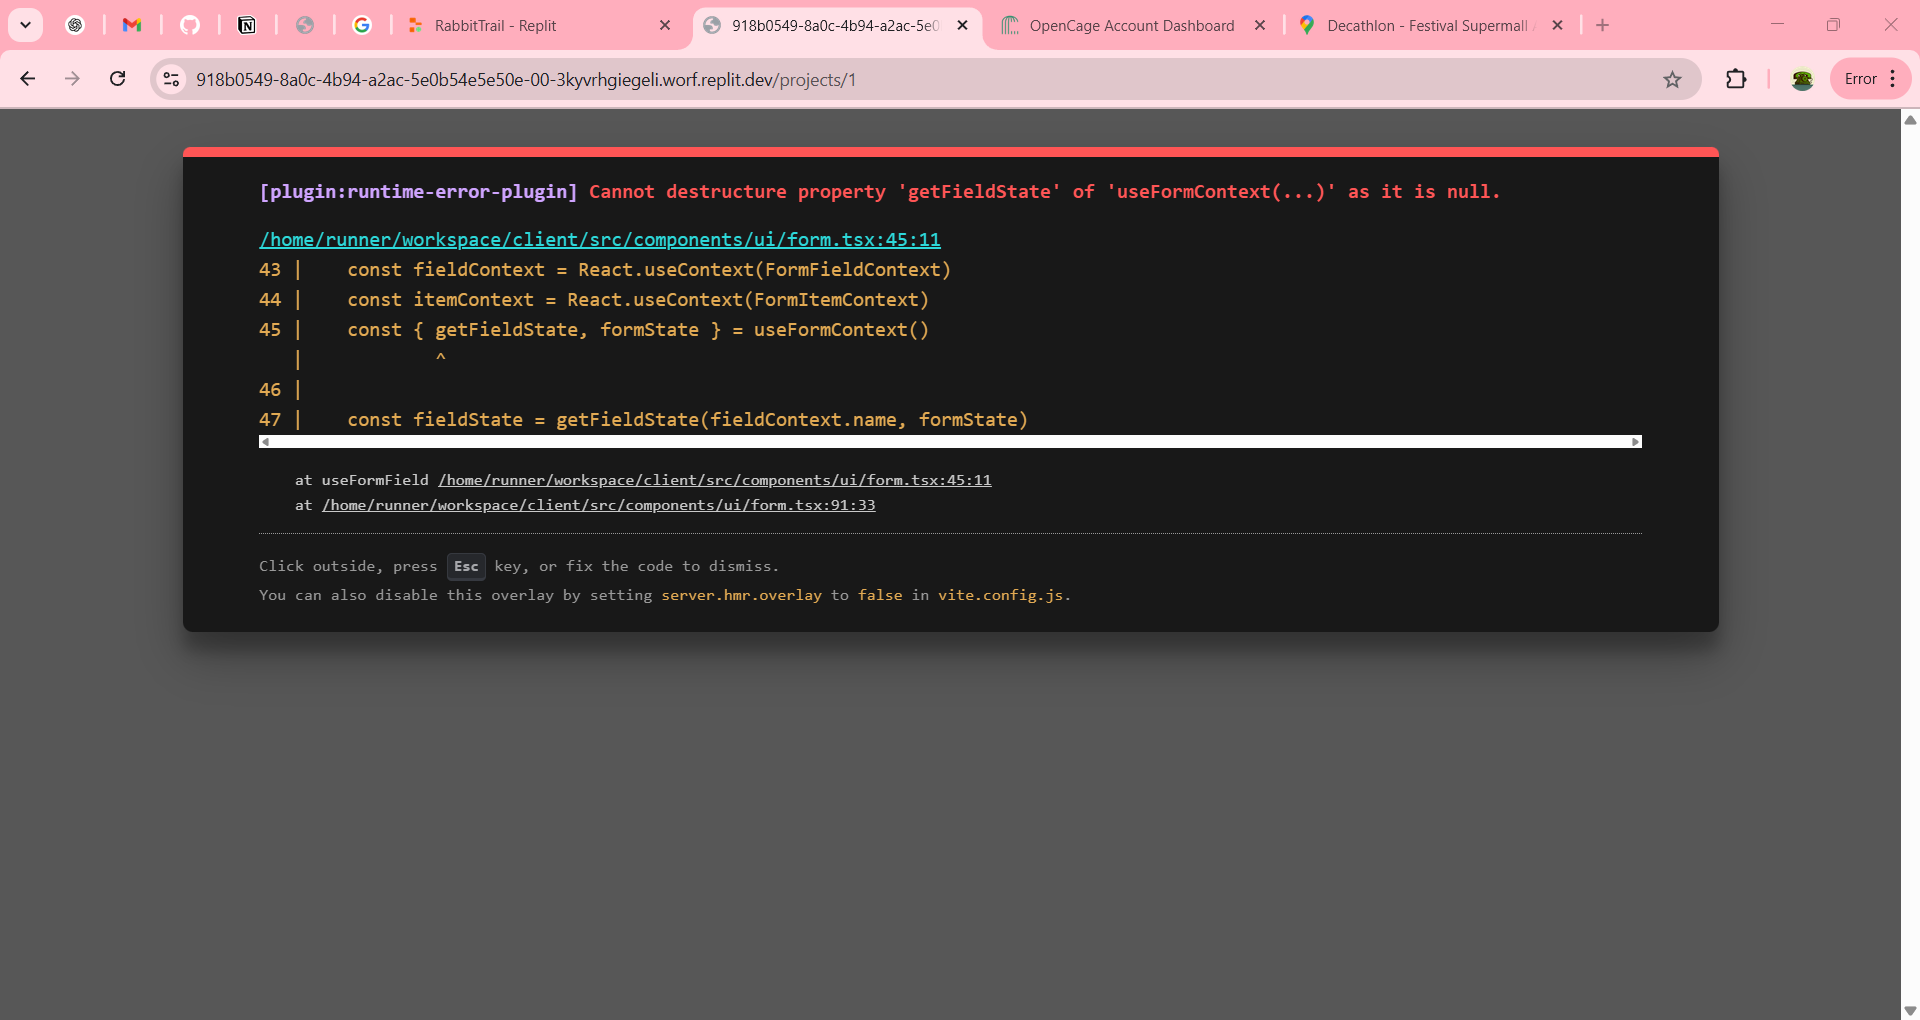 RabbitTrail - Replit
918b0549-8a0c-4b94-a2ac-5e0
OpenCage Account Dashboard
Decathlon - Festival Supermall
918b0549-8a0c-4b94-a2ac-5e0b54e5e50e-00-3kyvrhgiegeli.worf.replit.dev/projects/1
Error
[plugin:runtime-error-plugin] Cannot destructure property 'getFieldState' of 'useFormContext(...)' as it is null.
/home/runner/workspace/client/src/components/ui/form.tsx:45:11
43 |    const fieldContext = React.useContext(FormFieldContext)
44 |    const itemContext = React.useContext(FormItemContext)
45 |    const { getFieldState, formState } = useFormContext()
   |            ^
46 |
47 |    const fieldState = getFieldState(fieldContext.name, formState)
at useFormField /home/runner/workspace/client/src/components/ui/form.tsx:45:11
at /home/runner/workspace/client/src/components/ui/form.tsx:91:33
Click outside, press Esc key, or fix the code to dismiss.
You can also disable this overlay by setting server.hmr.overlay to false in vite.config.js.